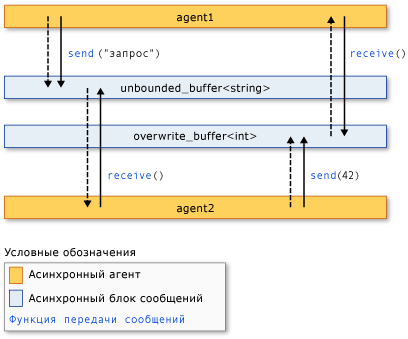 agent1
send ("запрос")
receive()
unbounded_buffer<string>
overwrite_buffer<int>
receive()
send(42)
agent2
Условные обозначения
Асинхронный агент
Асинхронный блок сообщений
Функция передачи сообщений